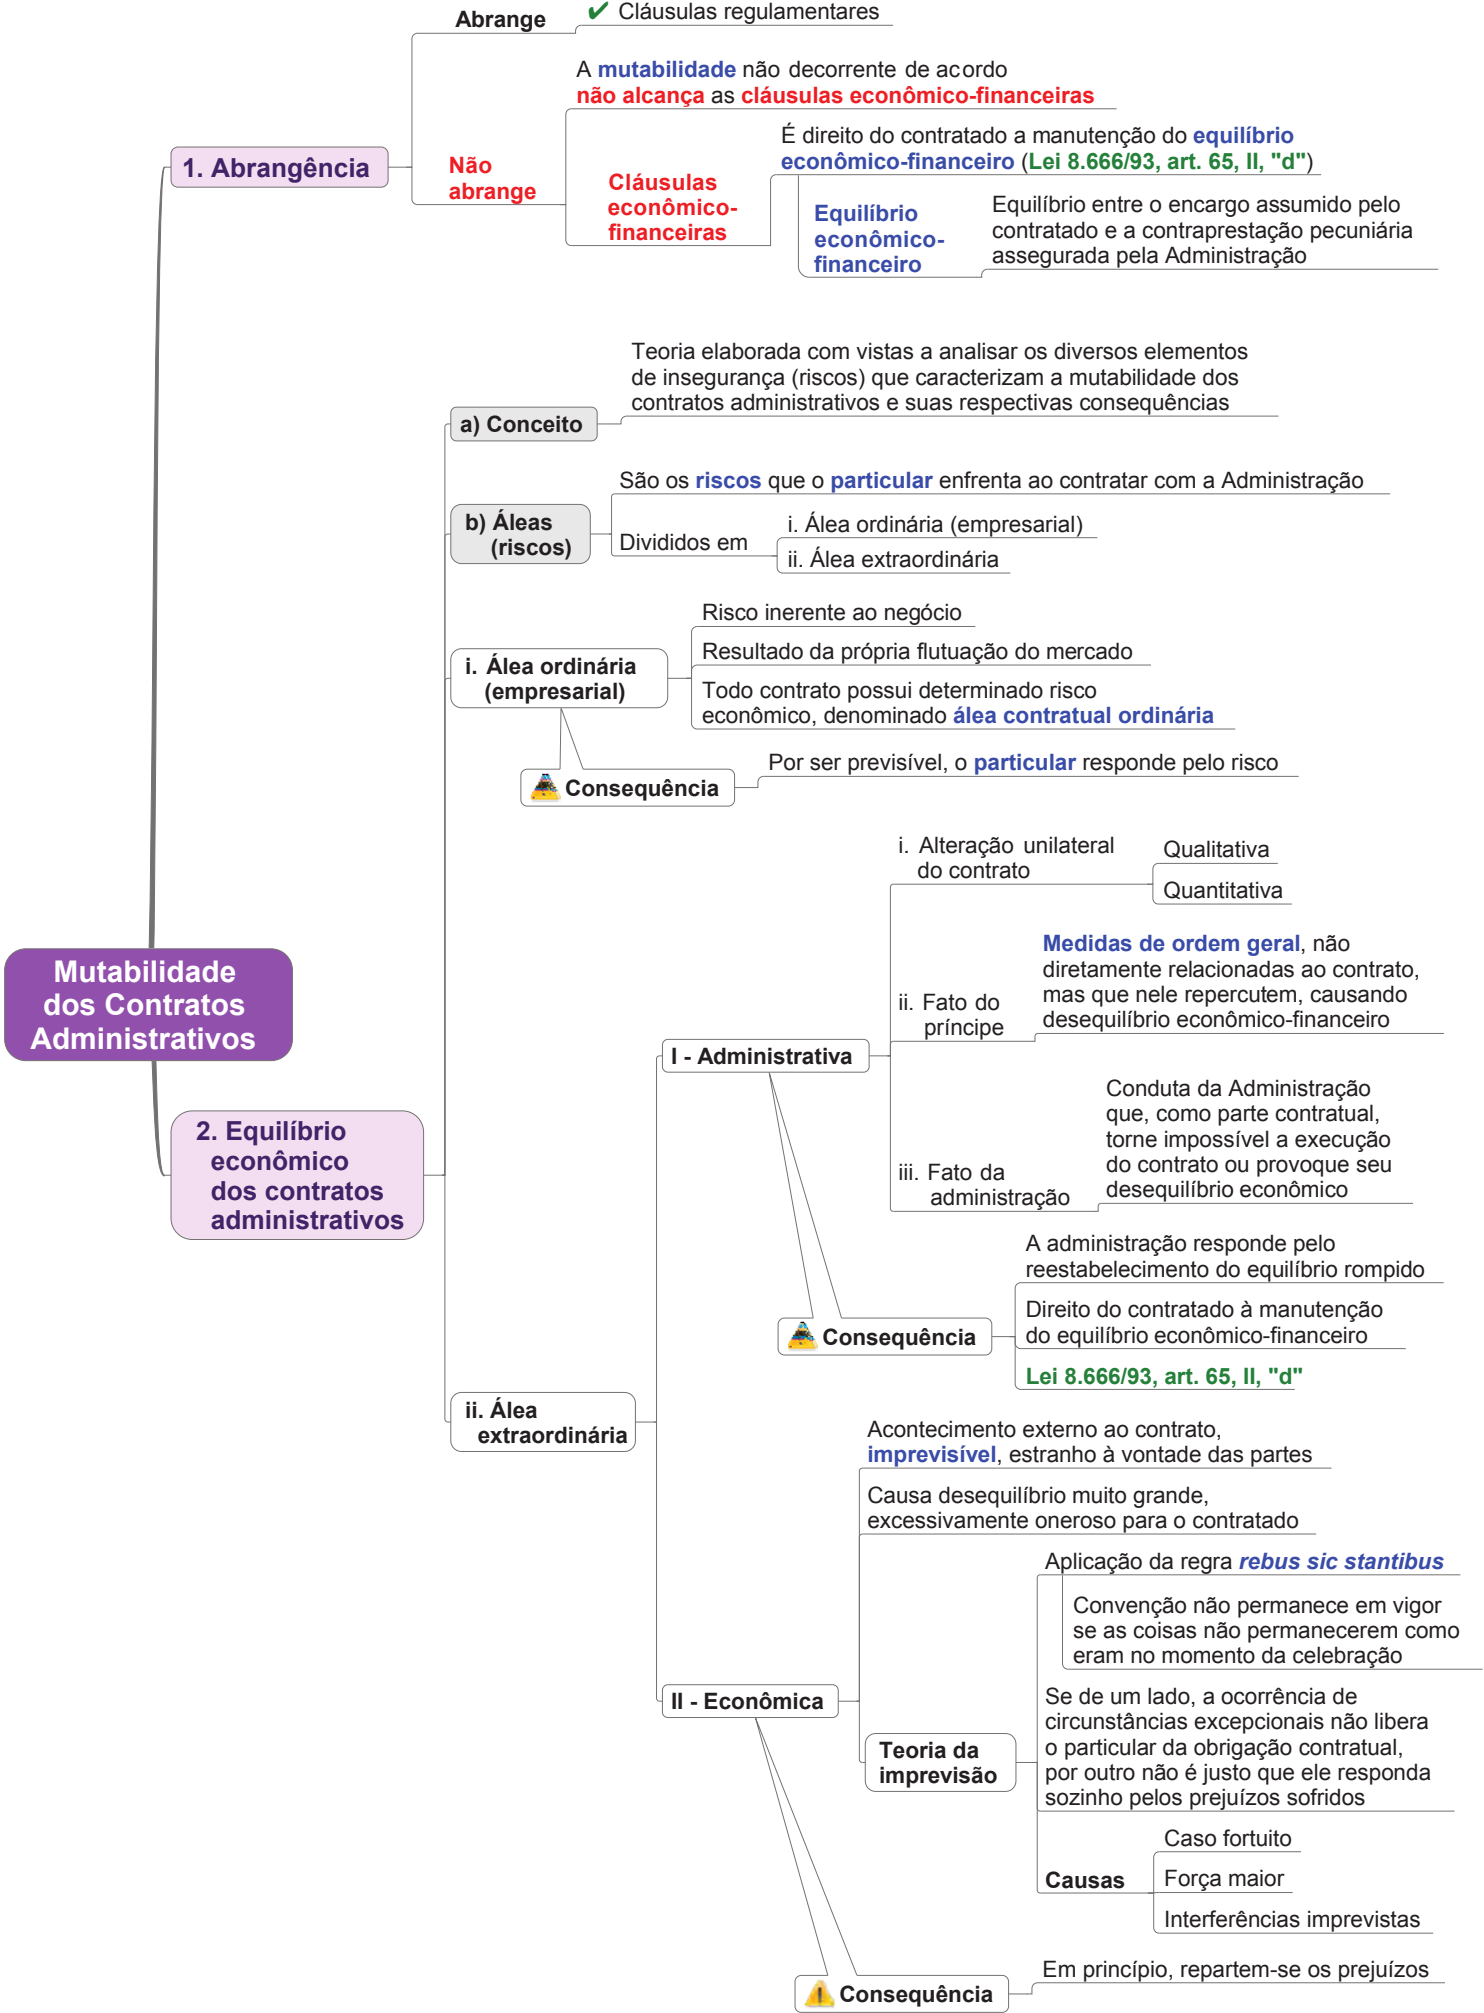 Abrange
✔ Cláusulas regulamentares
A mutabilidade não decorrente de acordo
não alcança as cláusulas econômico-financeiras
1. Abrangência
Não
abrange
Cláusulas
econômico-
financeiras
É direito do contratado a manutenção do equilíbrio
econômico-financeiro (Lei 8.666/93, art. 65, II, "d")
Equilíbrio
econômico-
financeiro
Equilíbrio entre o encargo assumido pelo
contratado e a contraprestação pecuniária
assegurada pela Administração
Mutabilidade
dos Contratos
Administrativos
2. Equilíbrio
econômico
dos contratos
administrativos
a) Conceito
Teoria elaborada com vistas a analisar os diversos elementos
de insegurança (riscos) que caracterizam a mutabilidade dos
contratos administrativos e suas respectivas consequências
b) Áleas
(riscos)
São os riscos que o particular enfrenta ao contratar com a Administração
Divididos em
i. Álea ordinária (empresarial)
ii. Álea extraordinária
i. Álea ordinária
(empresarial)
Risco inerente ao negócio
Resultado da própria flutuação do mercado
Todo contrato possui determinado risco
econômico, denominado álea contratual ordinária
Consequência
Por ser previsível, o particular responde pelo risco
ii. Álea
extraordinária
I - Administrativa
i. Alteração unilateral
do contrato
Qualitativa
Quantitativa
ii. Fato do
príncipe
Medidas de ordem geral, não
diretamente relacionadas ao contrato,
mas que nele repercutem, causando
desequilíbrio econômico-financeiro
iii. Fato da
administração
Conduta da Administração
que, como parte contratual,
torne impossível a execução
do contrato ou provoque seu
desequilíbrio econômico
Consequência
A administração responde pelo
reestabelecimento do equilíbrio rompido
Direito do contratado à manutenção
do equilíbrio econômico-financeiro
Lei 8.666/93, art. 65, II, "d"
II - Econômica
Acontecimento externo ao contrato,
imprevisível, estranho à vontade das partes
Causa desequilíbrio muito grande,
excessivamente oneroso para o contratado
Teoria da
imprevisão
Aplicação da regra rebus sic stantibus
Convenção não permanece em vigor
se as coisas não permanecerem como
eram no momento da celebração
Se de um lado, a ocorrência de
circunstâncias excepcionais não libera
o particular da obrigação contratual,
por outro não é justo que ele responda
sozinho pelos prejuízos sofridos
Causas
Caso fortuito
Força maior
Interferências imprevistas
Consequência
Em princípio, repartem-se os prejuízos